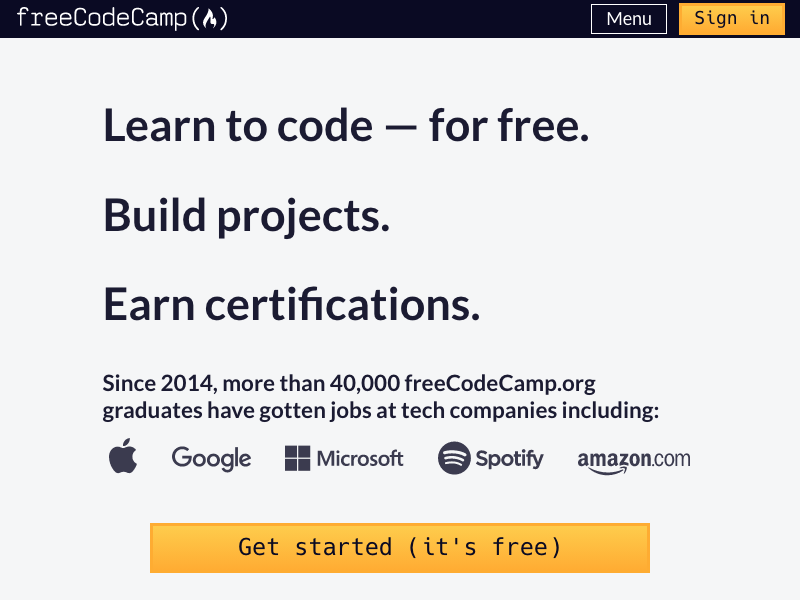 freeCodeCamp(🔥)
Menu
Sign in
Learn to code — for free.
Build projects.
Earn certifications.
Since 2014, more than 40,000 freeCodeCamp.org
graduates have gotten jobs at tech companies including:
Google Microsoft Spotify amazon.com
Get started (it's free)